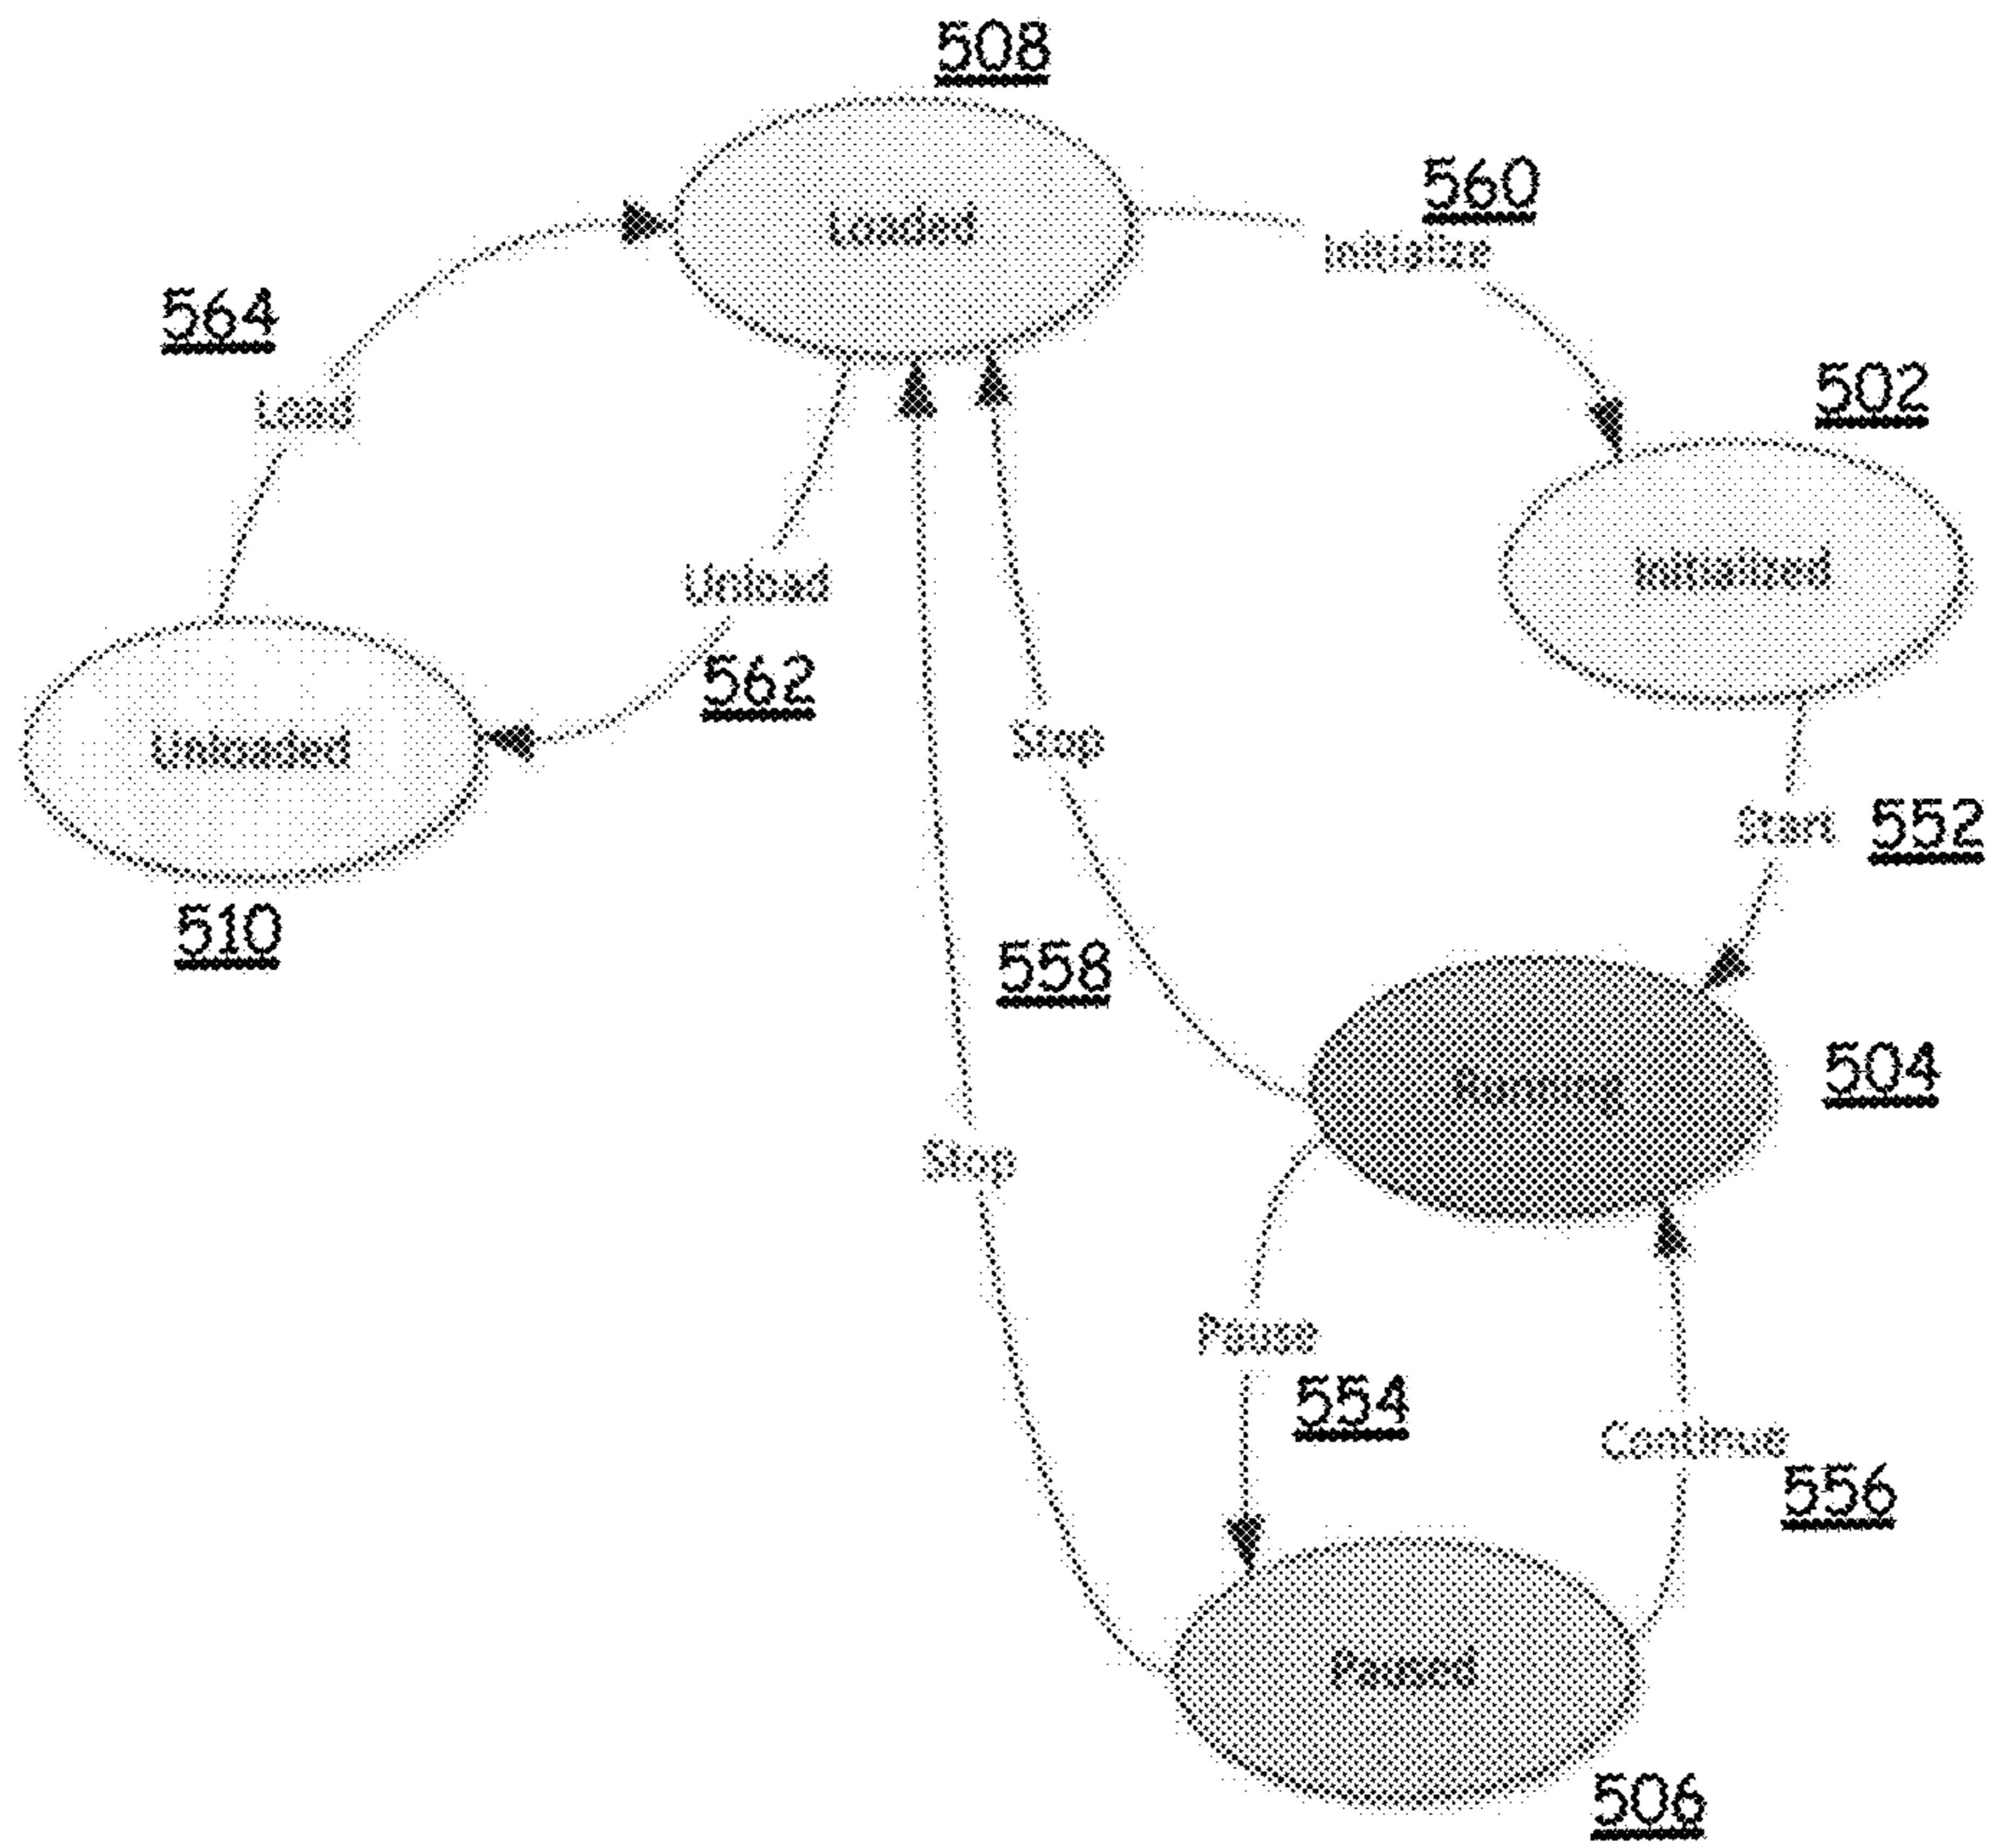 508
Loaded
560
Initialize
564
Load
502
Initialized
Unload
562
Unloaded
510
Stop
Start
552
558
Running
504
Stop
Pause
554
Continue
556
Paused
506